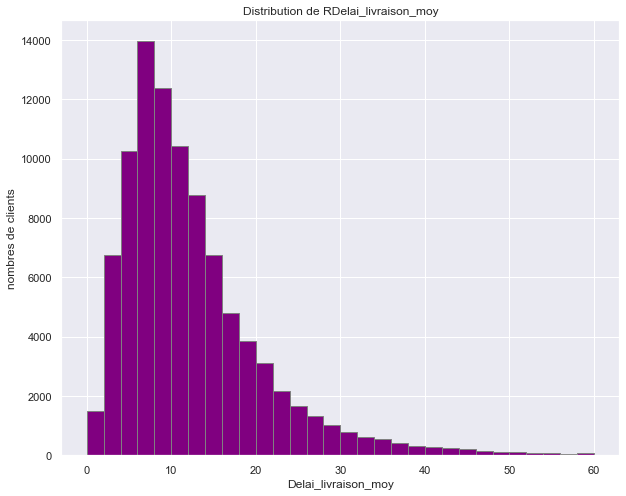 Distribution de RDelai_livraison_moy
nombres de clients
14000
12000
10000
8000
6000
4000
2000
0
0 10 20 30 40 50 60
Delai_livraison_moy